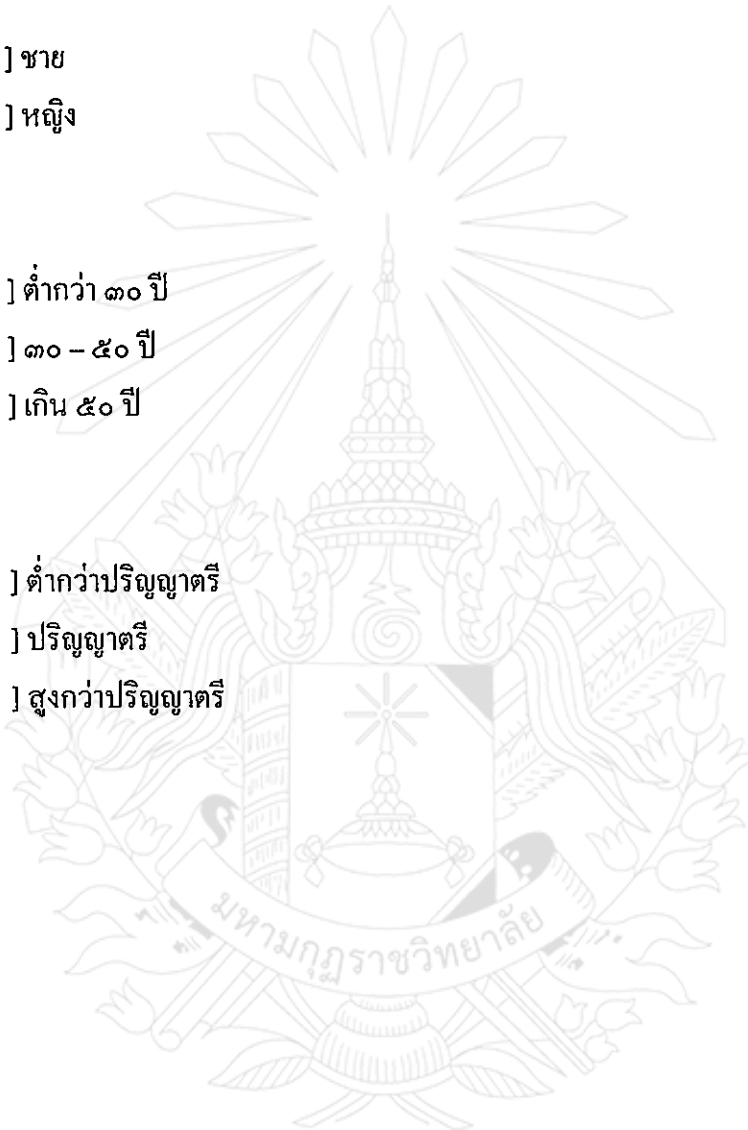 ] ชาย
] หญิง
] ต่ำกว่า ๓๐ ปี
] ๓๐ – ๕๐ ปี
] เกิน ๕๐ ปี
] ต่ำกว่าปริญญาตรี
] ปริญญาตรี
] สูงกว่าปริญญาตรี
มหามกุฏราชวิทยาลัย